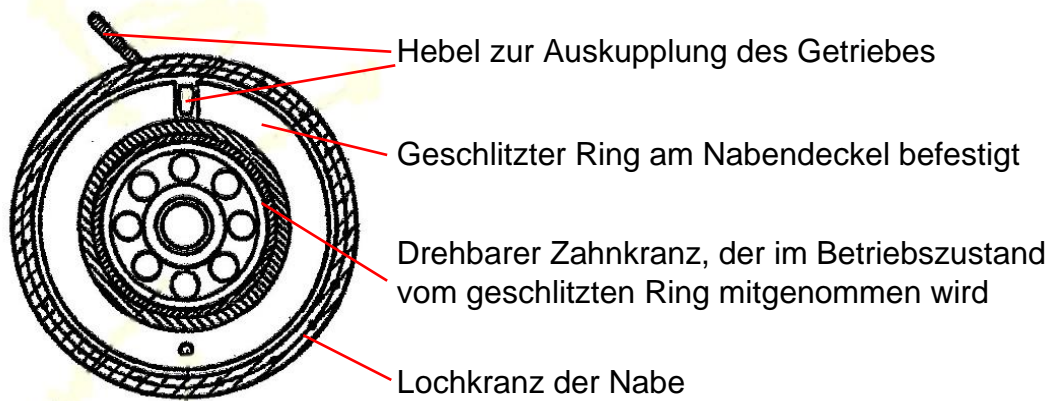 Hebel zur Auskupplung des Getriebes
Geschlitzter Ring am Nabendeckel befestigt
Drehbarer Zahnkranz, der im Betriebszustand
vom geschlitzten Ring mitgenommen wird
Lochkranz der Nabe